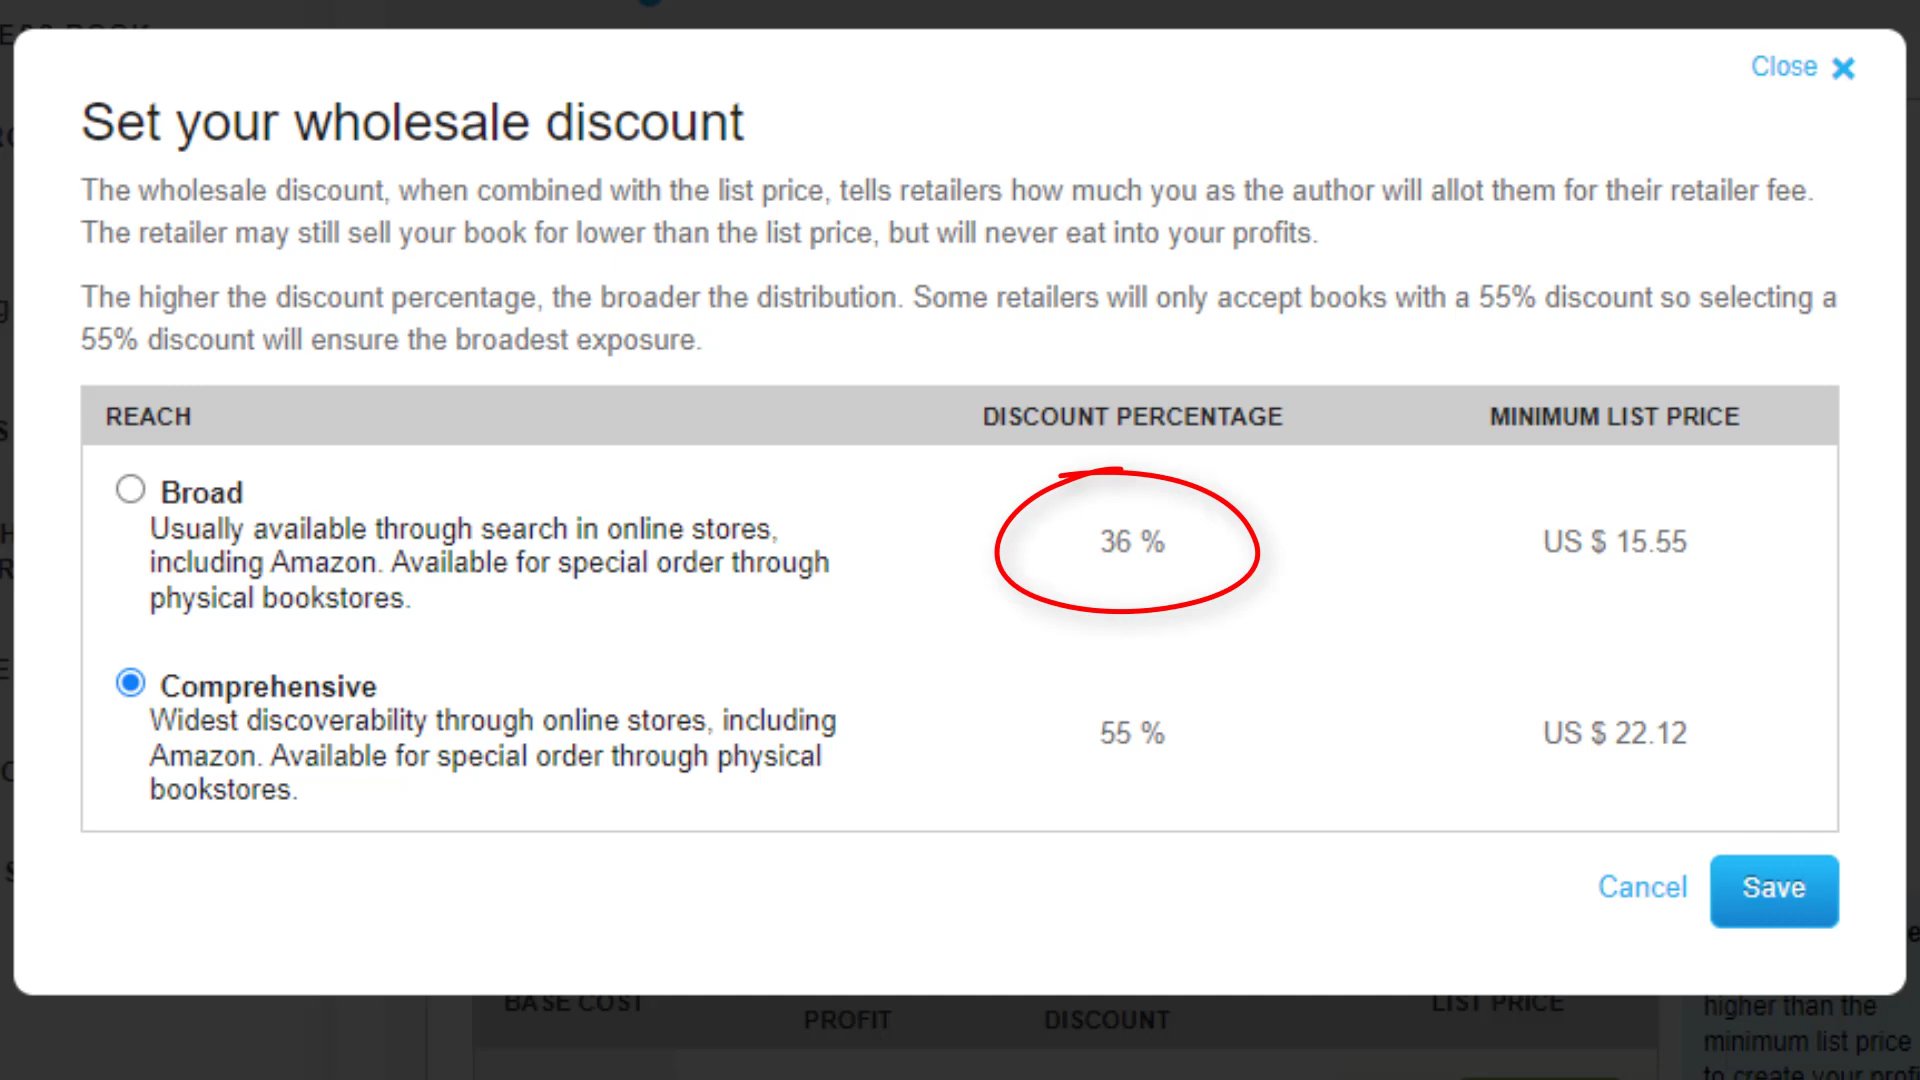 Close
Set your wholesale discount
The wholesale discount, when combined with the list price, tells retailers how much you as the author will allot them for their retailer fee.
The retailer may still sell your book for lower than the list price, but will never eat into your profits.
The higher the discount percentage, the broader the distribution. Some retailers will only accept books with a 55% discount so selecting a
55% discount will ensure the broadest exposure.
REACH DISCOUNT PERCENTAGE MINIMUM LIST PRICE
Broad
Usually available through search in online stores,
including Amazon. Available for special order through
physical bookstores.
36 % US $ 15.55
Comprehensive
Widest discoverability through online stores, including
Amazon. Available for special order through physical
bookstores.
55 % US $ 22.12
Cancel Save
BASE COST LIST PRICE
PROFIT DISCOUNT
higher than the
minimum list price
to create your